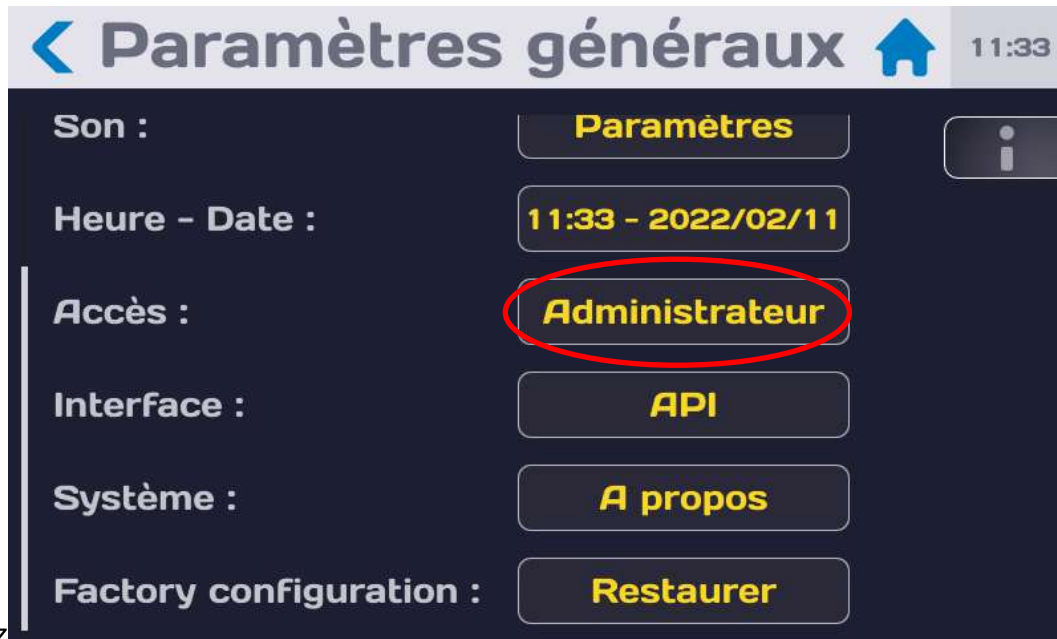 Paramètres généraux 11:33
Son : Paramètres
Heure - Date : 11:33 - 2022/02/11
Accès : Administrateur
Interface : API
Système : A propos
Factory configuration : Restaurer